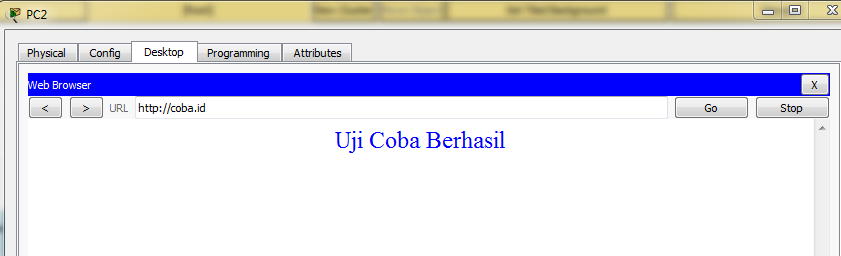 PC2
Physical Config Desktop Programming Attributes
Web Browser X
< > URL http://coba.id Go Stop
Uji Coba Berhasil